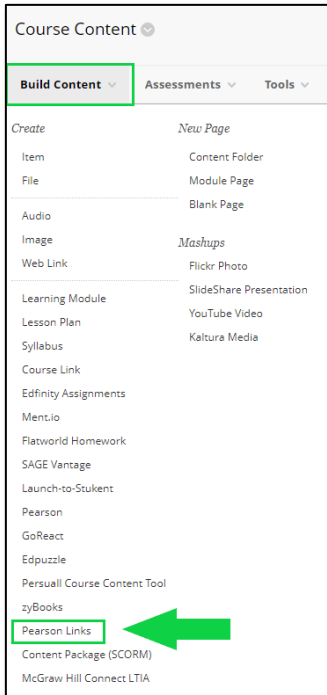 Course Content
Build Content
Assessments
Tools
Create
Item
File
Audio
Image
Web Link
Learning Module
Lesson Plan
Syllabus
Course Link
Edfinity Assignments
Ment.io
Flatworld Homework
SAGE Vantage
Launch-to-Stukent
Pearson
GoReact
Edpuzzle
Persuall Course Content Tool
zyBooks
Pearson Links
Content Package (SCORM)
McGraw Hill Connect LTIA
New Page
Content Folder
Module Page
Blank Page
Mashups
Flickr Photo
SlideShare Presentation
YouTube Video
Kaltura Media